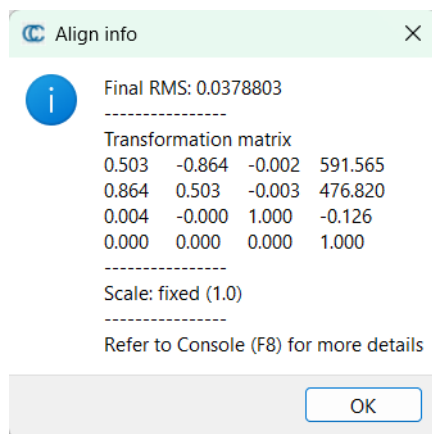 Align info
Final RMS: 0.0378803
----------------
Transformation matrix
0.503 -0.864 -0.002 591.565
0.864 0.503 -0.003 476.820
0.004 -0.000 1.000 -0.126
0.000 0.000 0.000 1.000
----------------
Scale: fixed (1.0)
----------------
Refer to Console (F8) for more details
OK